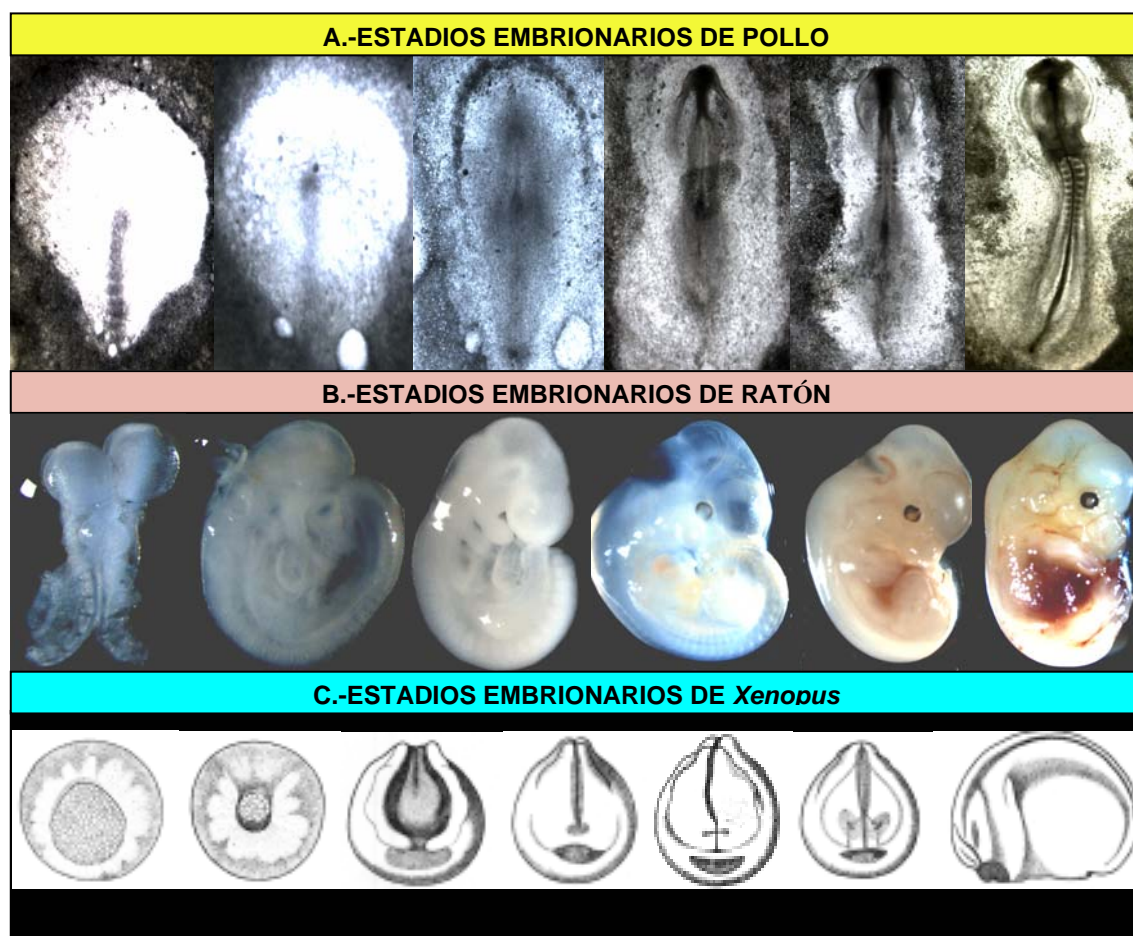 A.-ESTADIOS EMBRIONARIOS DE POLLO
B.-ESTADIOS EMBRIONARIOS DE RATÓN
C.-ESTADIOS EMBRIONARIOS DE Xenopus